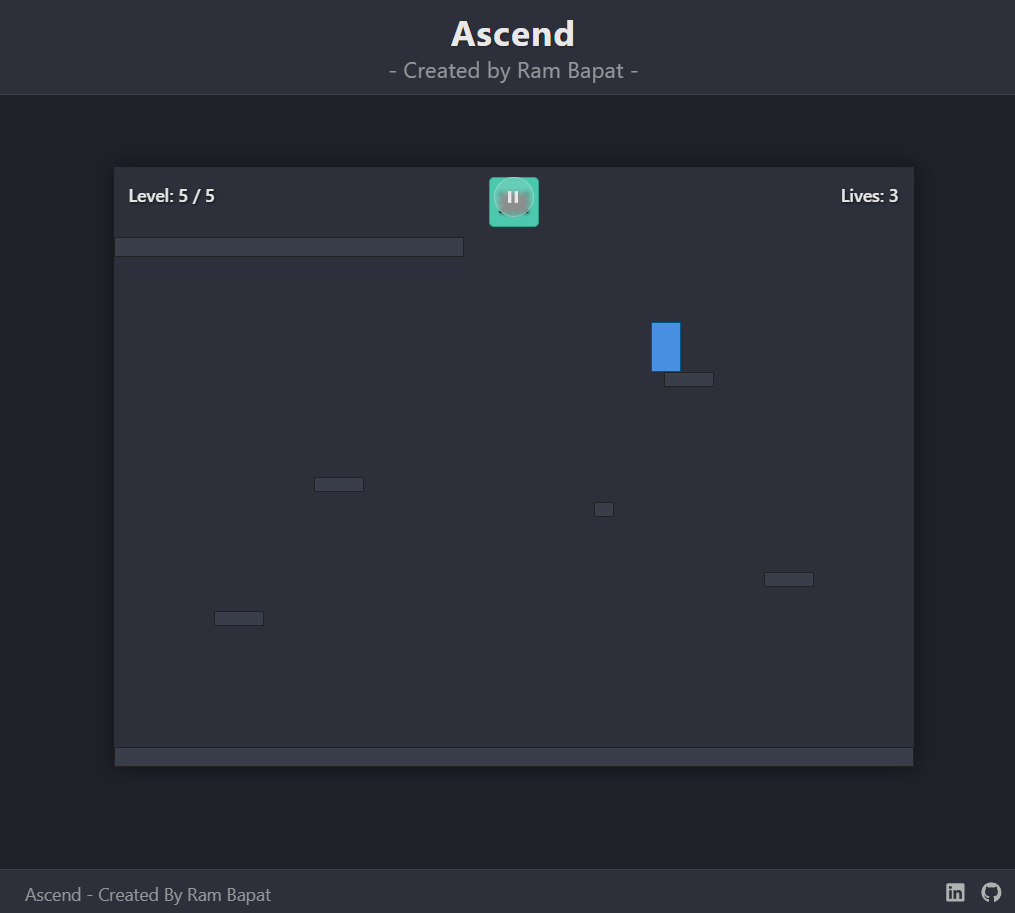 Ascend
- Created by Ram Bapat -
Level: 5 / 5
Lives: 3
Ascend - Created By Ram Bapat